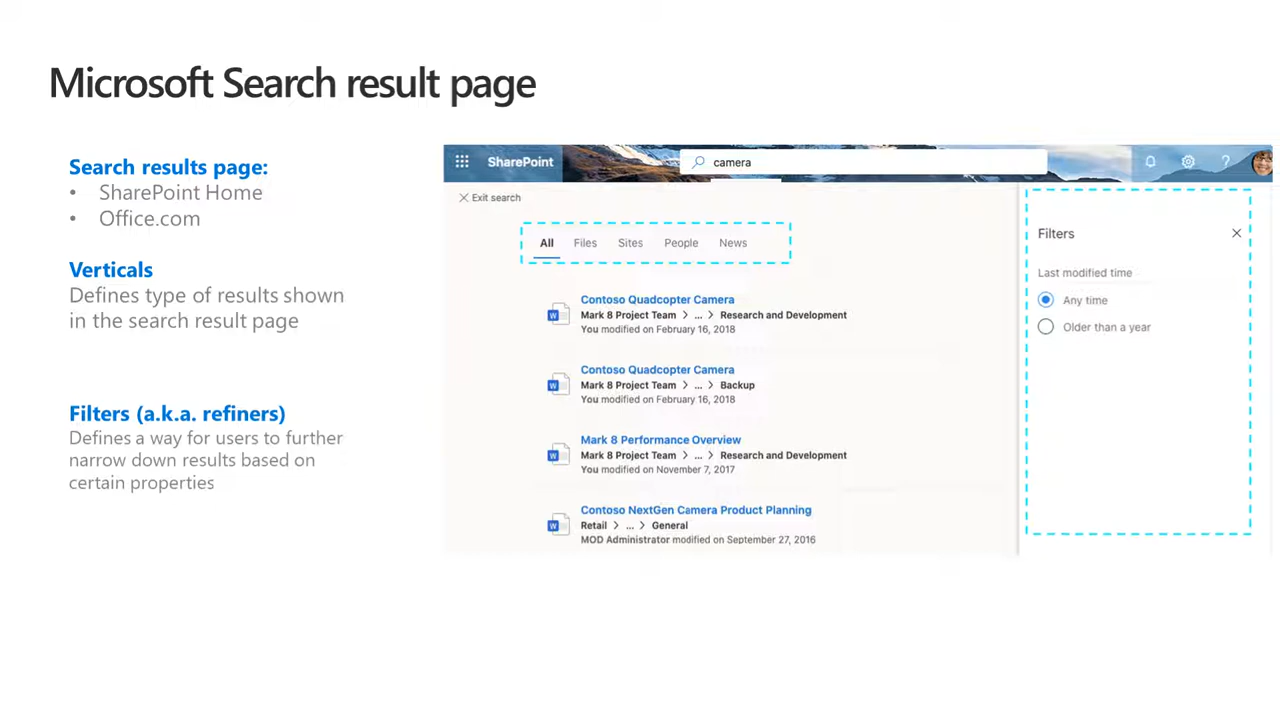 Microsoft Search result page
Search results page:
• SharePoint Home
• Office.com
Verticals
Defines type of results shown
in the search result page
Filters (a.k.a. refiners)
Defines a way for users to further
narrow down results based on
certain properties
SharePoint
camera
?
Exit search
All Files Sites People News
Contoso Quadcopter Camera
Mark 8 Project Team > ... > Research and Development
You modified on February 16, 2018
Contoso Quadcopter Camera
Mark 8 Project Team > ... > Backup
You modified on February 16, 2018
Mark 8 Performance Overview
Mark 8 Project Team > ... > Research and Development
You modified on November 7, 2017
Contoso NextGen Camera Product Planning
Retail > ... > General
MOD Administrator modified on September 27, 2016
Filters
Last modified time
Any time
Older than a year